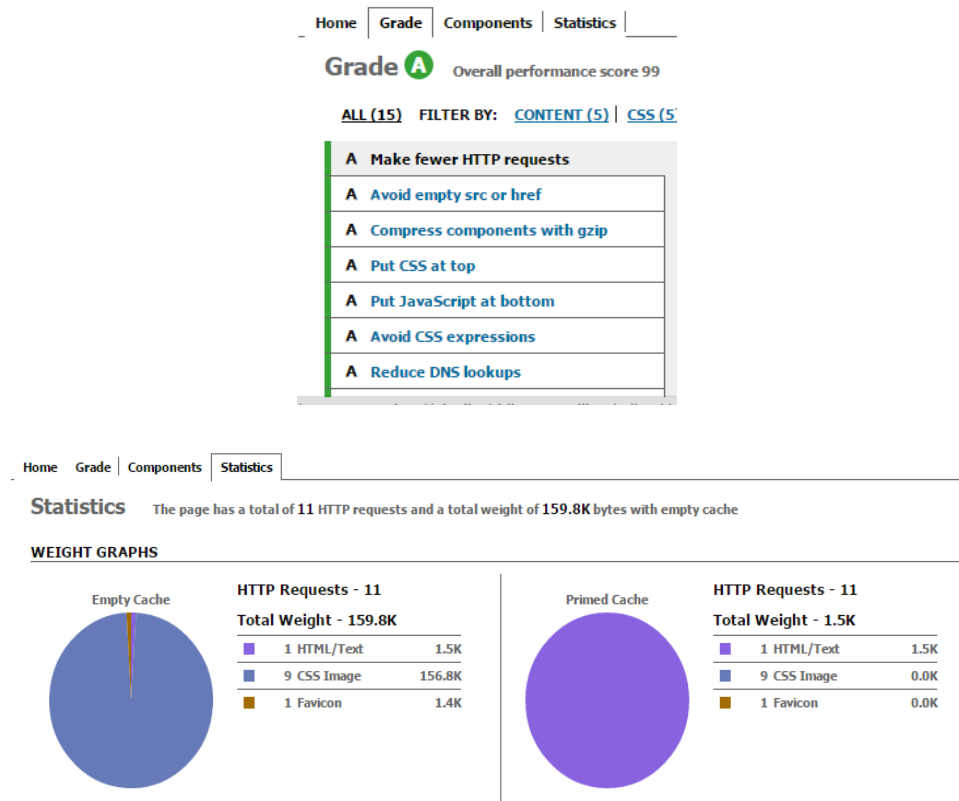 Home Grade Components Statistics
Grade A Overall performance score 99
ALL (15) FILTER BY: CONTENT (5) CSS (5
A Make fewer HTTP requests
A Avoid empty src or href
A Compress components with gzip
A Put CSS at top
A Put JavaScript at bottom
A Avoid CSS expressions
A Reduce DNS lookups
Home Grade Components Statistics
Statistics The page has a total of 11 HTTP requests and a total weight of 159.8K bytes with empty cache
WEIGHT GRAPHS
Empty Cache
HTTP Requests - 11
Total Weight - 159.8K
1 HTML/Text 1.5K
9 CSS Image 156.8K
1 Favicon 1.4K
Primed Cache
HTTP Requests - 11
Total Weight - 1.5K
1 HTML/Text 1.5K
9 CSS Image 0.0K
1 Favicon 0.0K